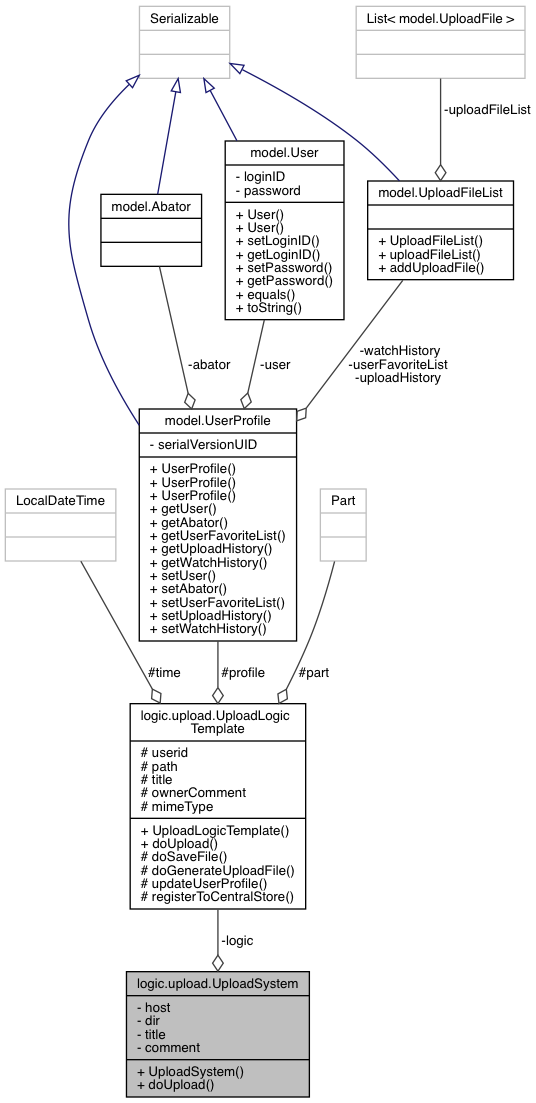 Serializable
List< model.UploadFile >
-uploadFileList
model.User
- loginID
- password
+ User()
+ User()
+ setLoginID()
+ getLoginID()
+ setPassword()
+ getPassword()
+ equals()
+ toString()
model.UploadFileList
+ UploadFileList()
+ uploadFileList()
+ addUploadFile()
model.Abator
-abator
-user
-watchHistory
-userFavoriteList
-uploadHistory
model.UserProfile
- serialVersionUID
+ UserProfile()
+ UserProfile()
+ UserProfile()
+ getUser()
+ getAbator()
+ getUserFavoriteList()
+ getUploadHistory()
+ getWatchHistory()
+ setUser()
+ setAbator()
+ setUserFavoriteList()
+ setUploadHistory()
+ setWatchHistory()
LocalDateTime
Part
#time
#profile
#part
logic.upload.UploadLogic
Template
# userid
# path
# title
# ownerComment
# mimeType
+ UploadLogicTemplate()
+ doUpload()
# doSaveFile()
# doGenerateUploadFile()
# updateUserProfile()
# registerToCentralStore()
-logic
logic.upload.UploadSystem
- host
- dir
- title
- comment
+ UploadSystem()
+ doUpload()